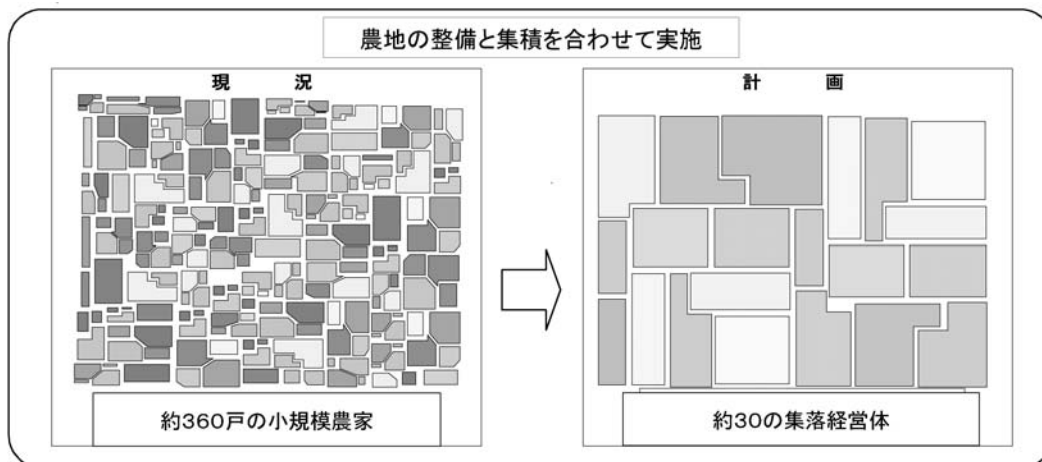 農地の整備と集積を合わせて実施
現　況
計　画
約360戸の小規模農家
約30の集落経営体